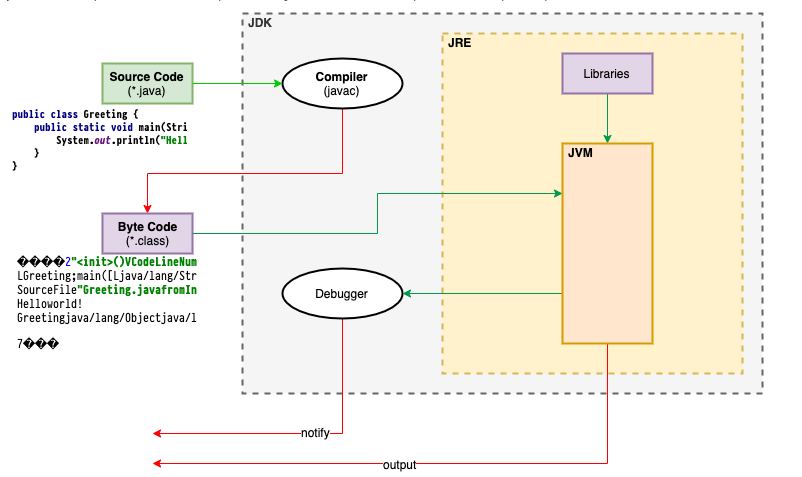 JDK
JRE
Source Code
(*.java)
Compiler
(javac)
Libraries
public class Greeting {
public static void main(Stri
System.out.println("Hell
}
}
JVM
Byte Code
(*.class)
����2"<init>()VCodeLineNum
LGreeting;main([Ljava/lang/Str
SourceFile"Greeting.javafromIn
Helloworld!
Greetingjava/lang/Objectjava/l
7���
Debugger
notify
output